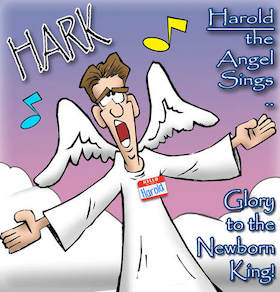 HARK
Harold
the
Angel
Sings
..
HELLO
Harold
Glory
to the
Newborn
King!